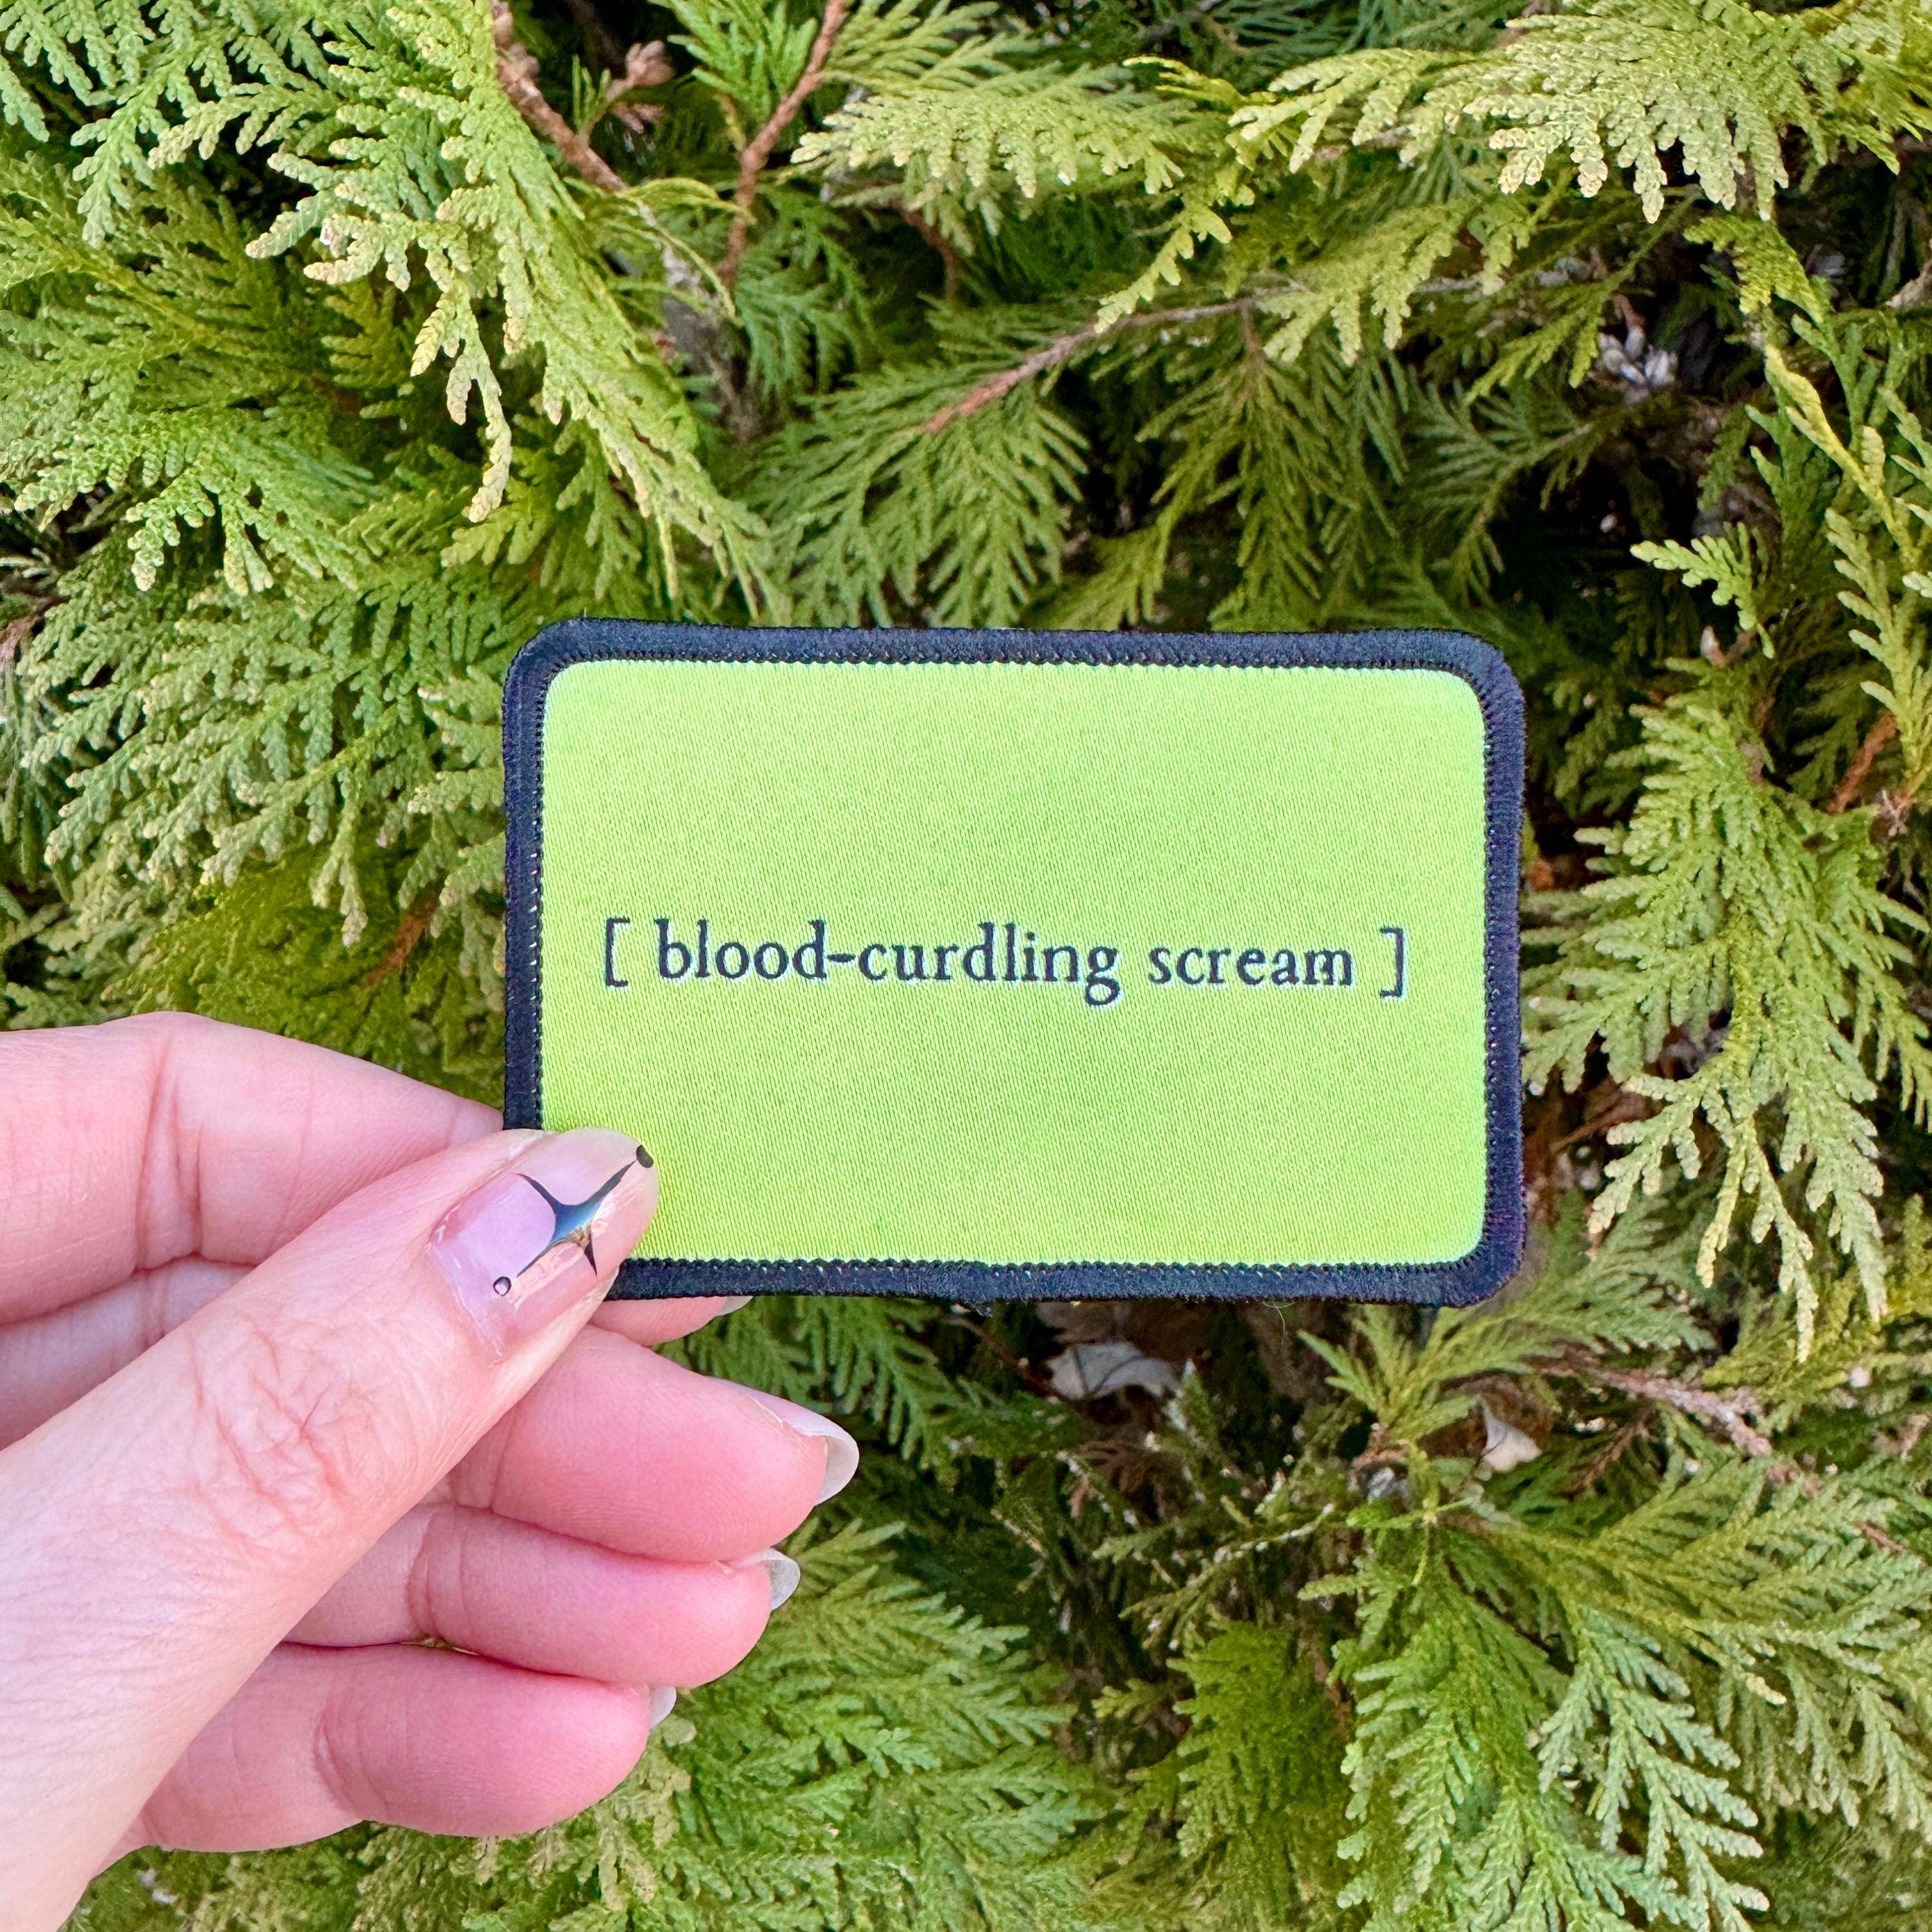 [ blood-curdling scream ]